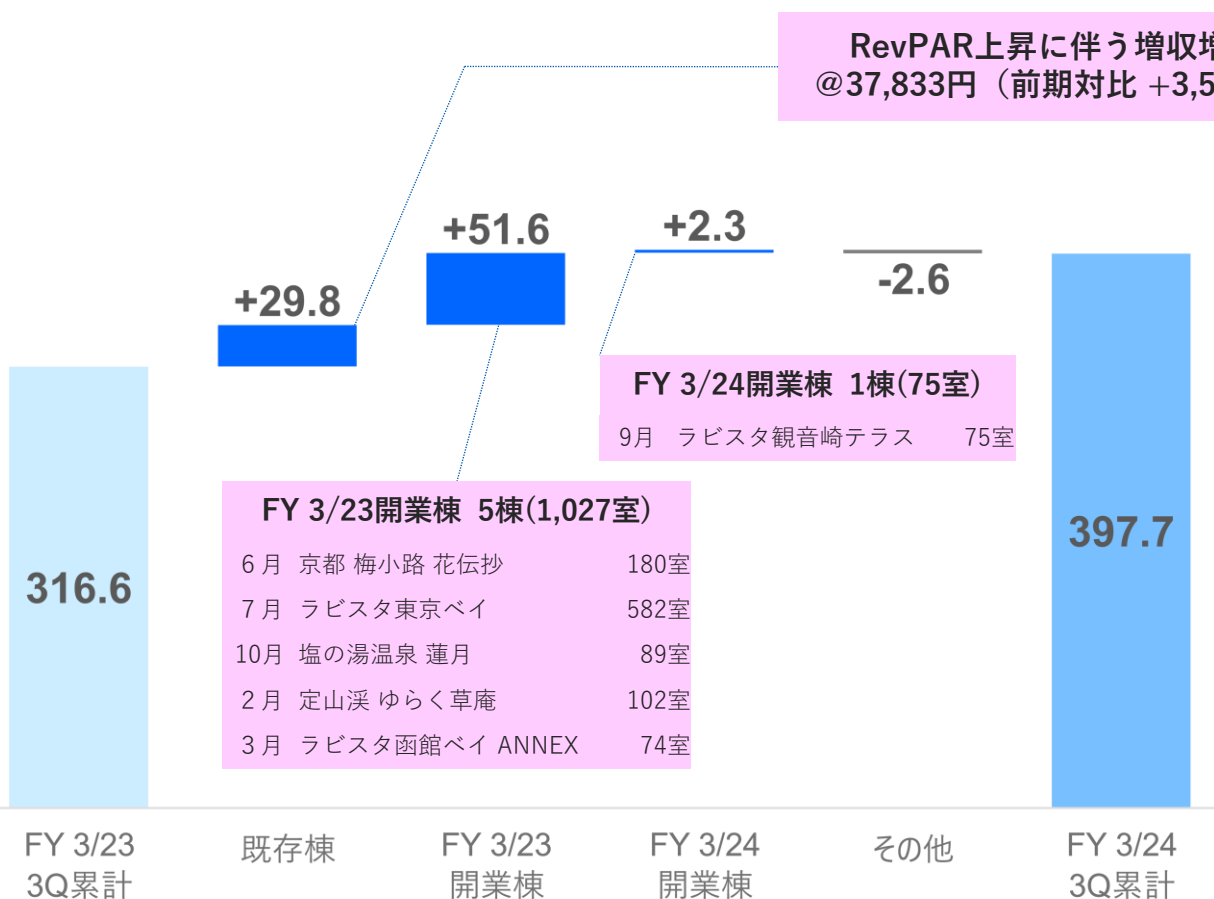 RevPAR上昇に伴う増収
@37,833円（前期対比 +3,5
+51.6
+2.3
+29.8
-2.6
FY 3/24開業棟 1棟(75室)
9月 ラビスタ観音崎テラス 75室
FY 3/23開業棟 5棟(1,027室)
6月 京都 梅小路 花伝抄 180室
7月 ラビスタ東京ベイ 582室
10月 塩の湯温泉 蓮月 89室
2月 定山渓 ゆらく草庵 102室
3月 ラビスタ函館ベイ ANNEX 74室
316.6
397.7
FY 3/23
3Q累計
既存棟
FY 3/23
開業棟
FY 3/24
開業棟
その他
FY 3/24
3Q累計